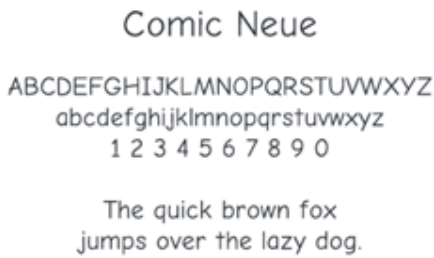 Comic Neue
ABCDEFGHIJKLMNOPQRSTUVWXYZ
abcdefghijklmnopqrstuvwxyz
1 2 3 4 5 6 7 8 9 0
The quick brown fox
jumps over the lazy dog.